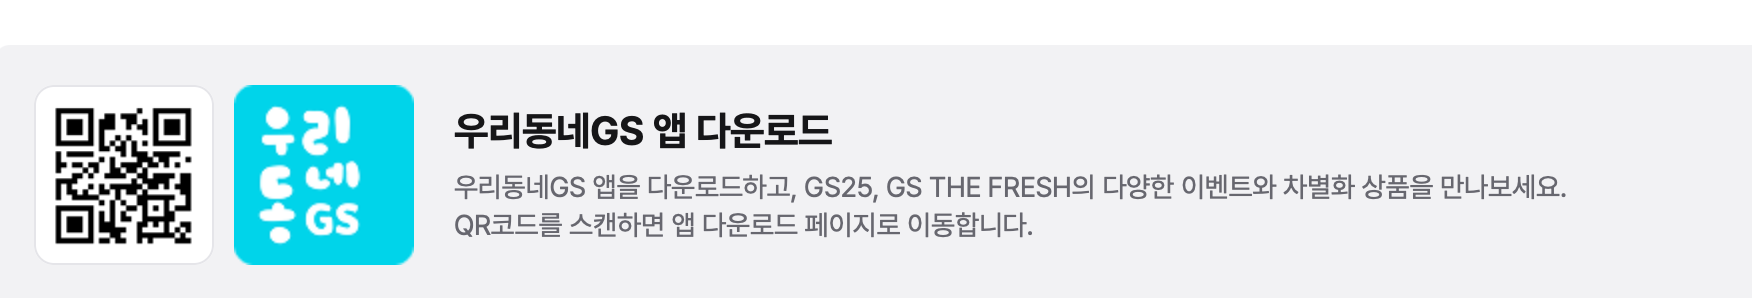 우리
동네
GS
우리동네GS 앱 다운로드
우리동네GS 앱을 다운로드하고, GS25, GS THE FRESH의 다양한 이벤트와 차별화 상품을 만나보세요.
QR코드를 스캔하면 앱 다운로드 페이지로 이동합니다.